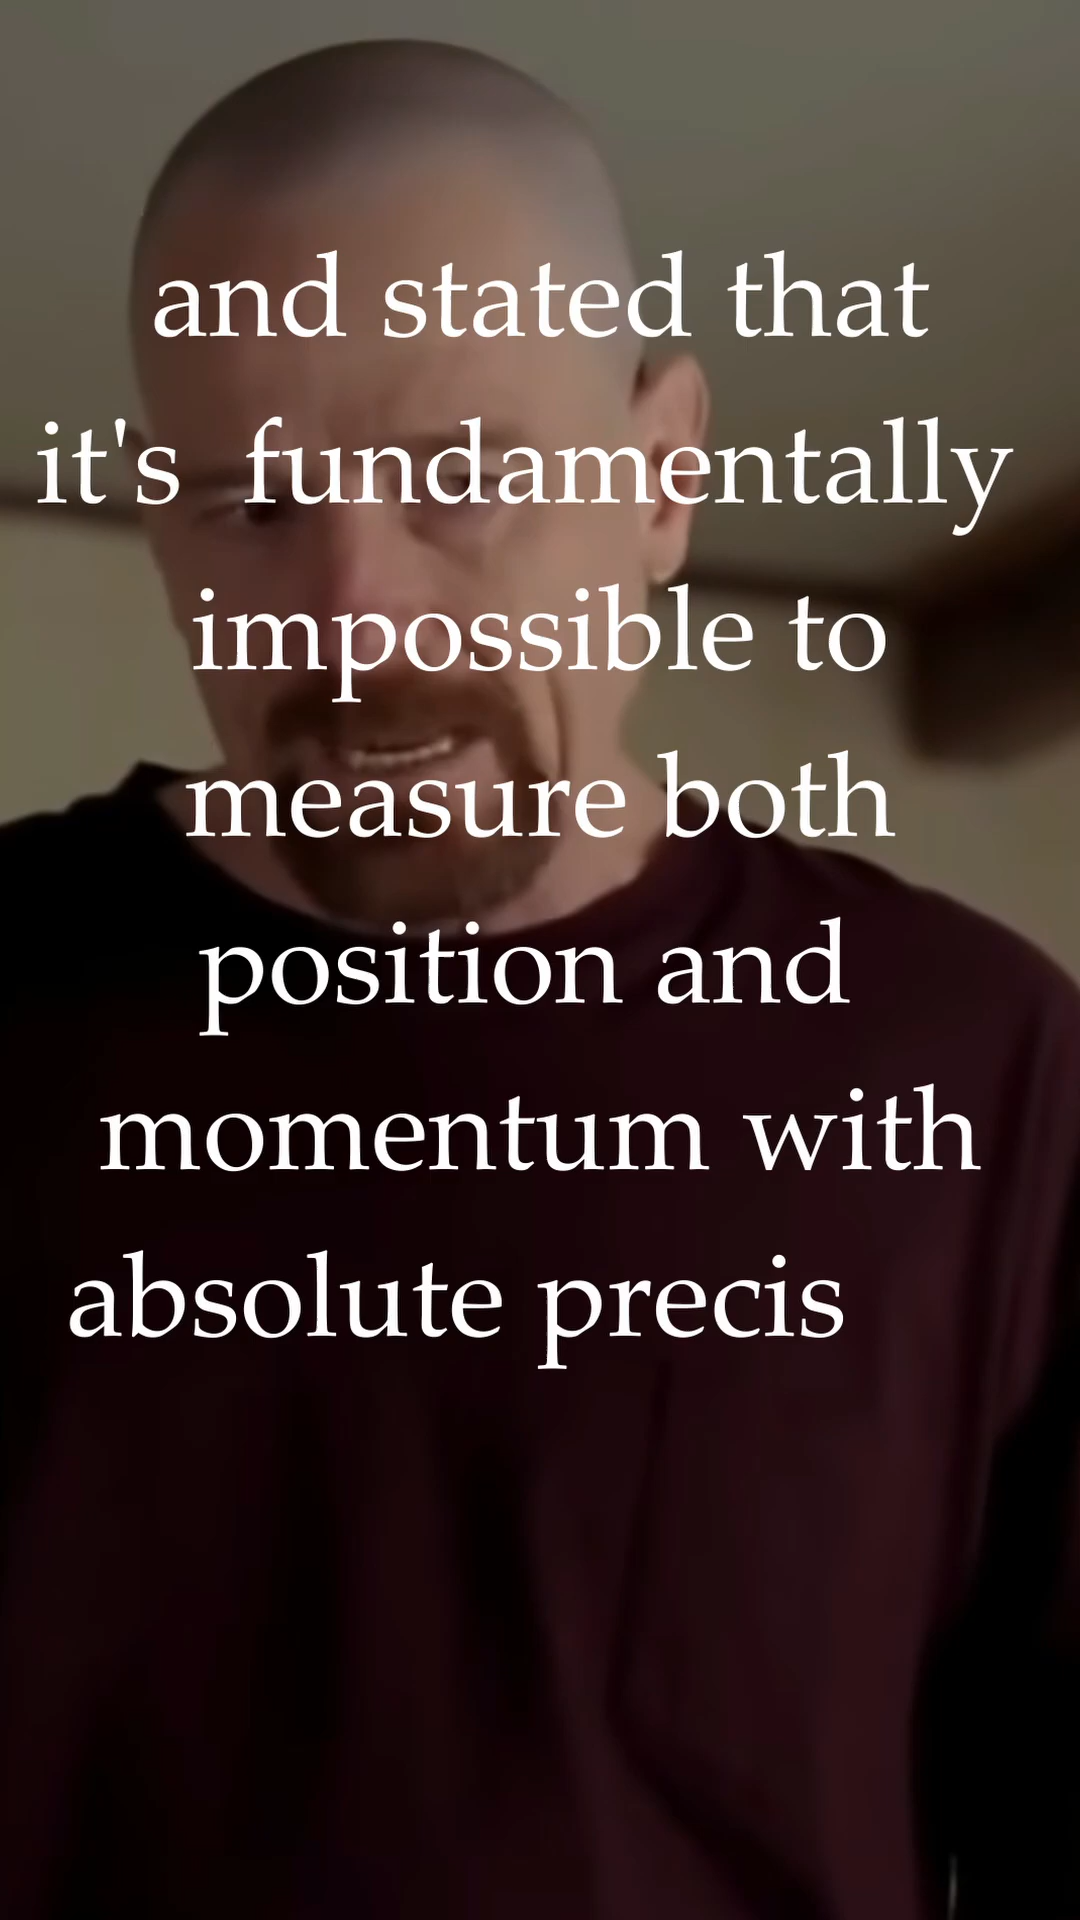 and stated that
it's  fundamentally
impossible to
measure both
position and
momentum with
absolute precis